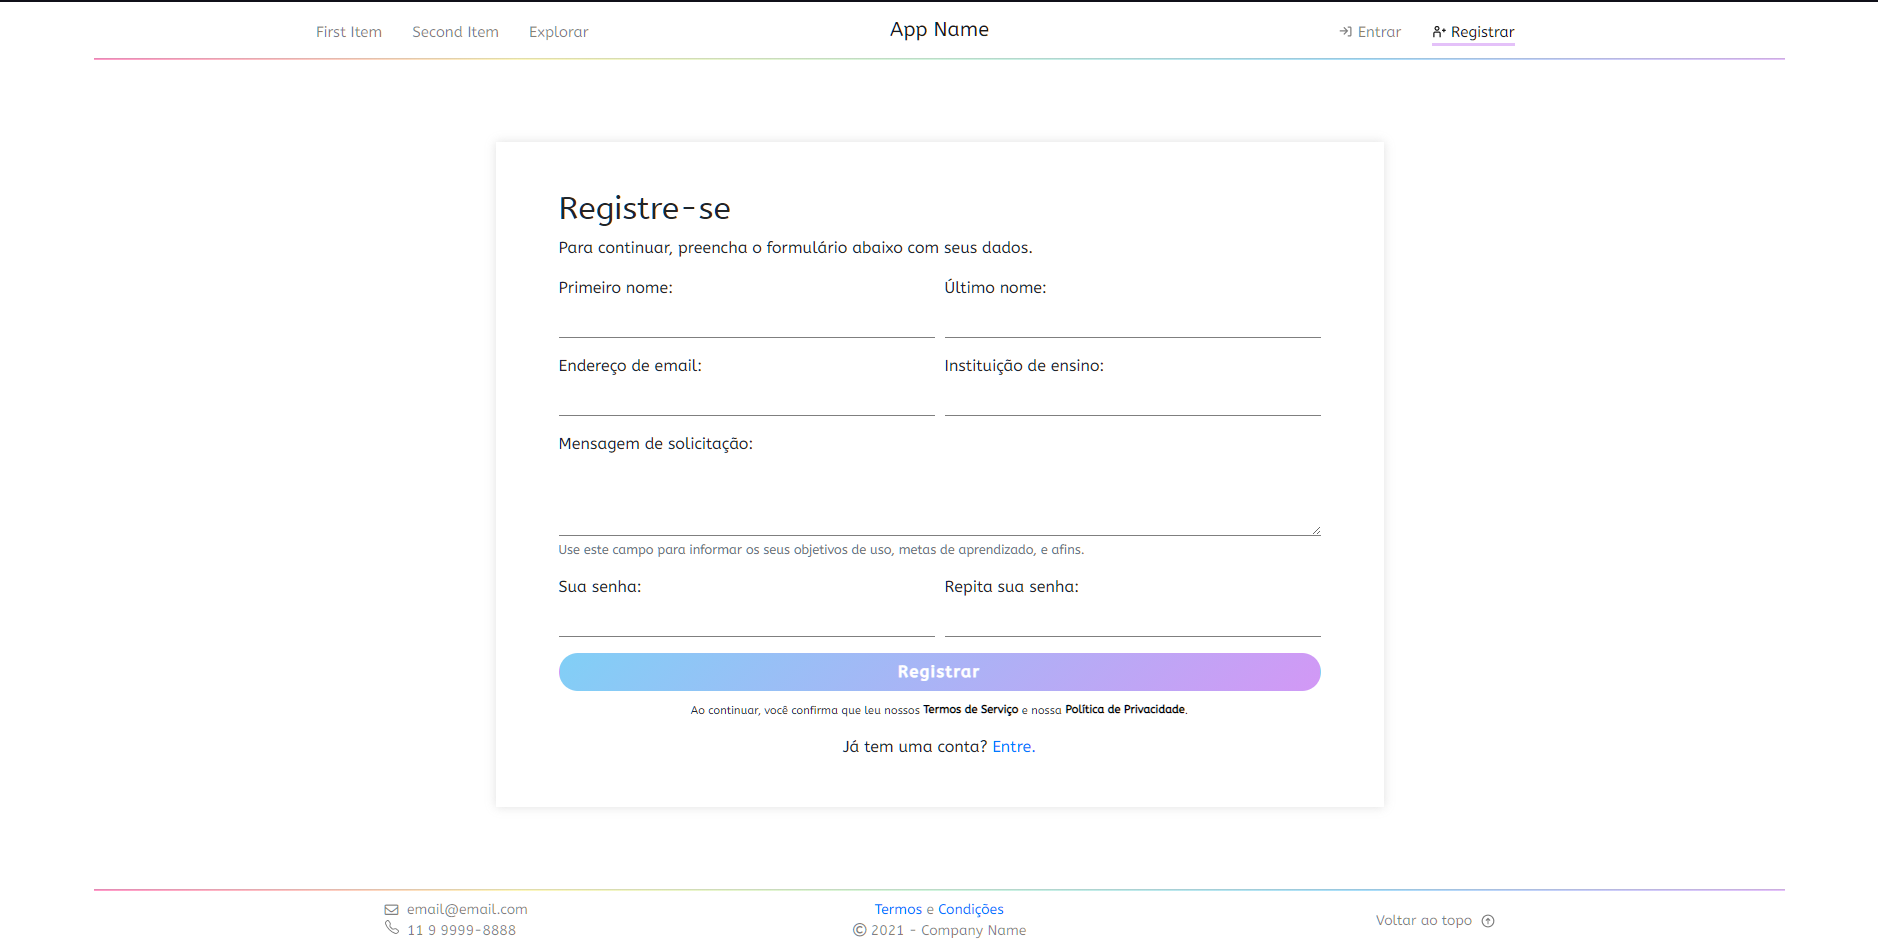 First Item Second Item Explorar App Name Entrar Registrar
Registre-se
Para continuar, preencha o formulário abaixo com seus dados.
Primeiro nome: Último nome:
Endereço de email: Instituição de ensino:
Mensagem de solicitação:
Use este campo para informar os seus objetivos de uso, metas de aprendizado, e afins.
Sua senha: Repita sua senha:
Registrar
Ao continuar, você confirma que leu nossos Termos de Serviço e nossa Política de Privacidade.
Já tem uma conta? Entre.
email@email.com Termos e Condições
Voltar ao topo
11 9 9999-8888 © 2021 - Company Name